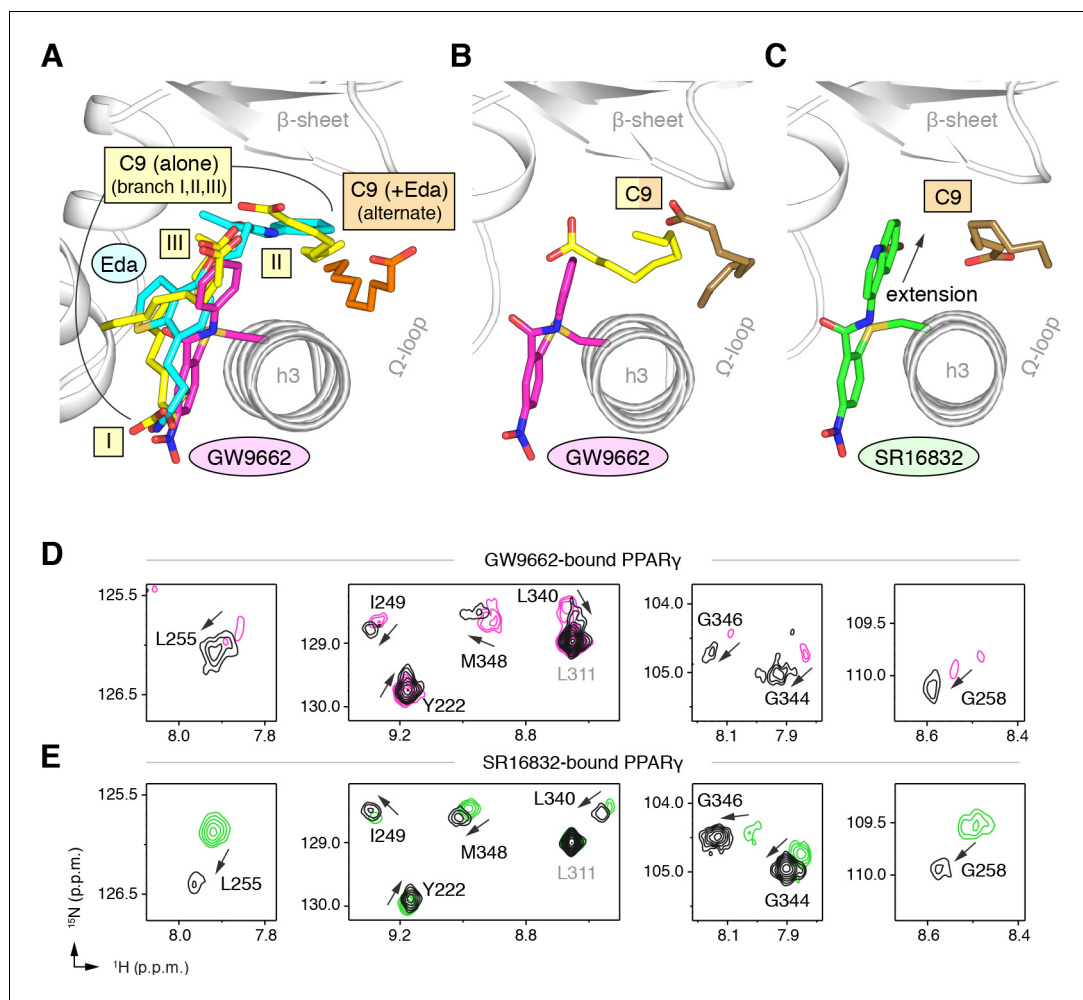 A
B
C
β-sheet
β-sheet
β-sheet
C9 (alone)
(branch I,II,III)
C9 (+Eda)
(alternate)
C9
C9
III
Eda
II
extension
h3
h3
h3
Ω-loop
Ω-loop
Ω-loop
I
GW9662
GW9662
SR16832
D
GW9662-bound PPARγ
125.5
126.5
L255
8.0
7.8
129.0
130.0
I249
M348
L340
L311
Y222
9.2
8.8
104.0
105.0
G346
G344
8.1
7.9
109.5
110.0
G258
8.6
8.4
E
SR16832-bound PPARγ
125.5
126.5
L255
8.0
7.8
129.0
130.0
I249
M348
L340
L311
Y222
9.2
8.8
104.0
105.0
G346
G344
8.1
7.9
109.5
110.0
G258
8.6
8.4
¹⁵N (p.p.m.)
¹H (p.p.m.)